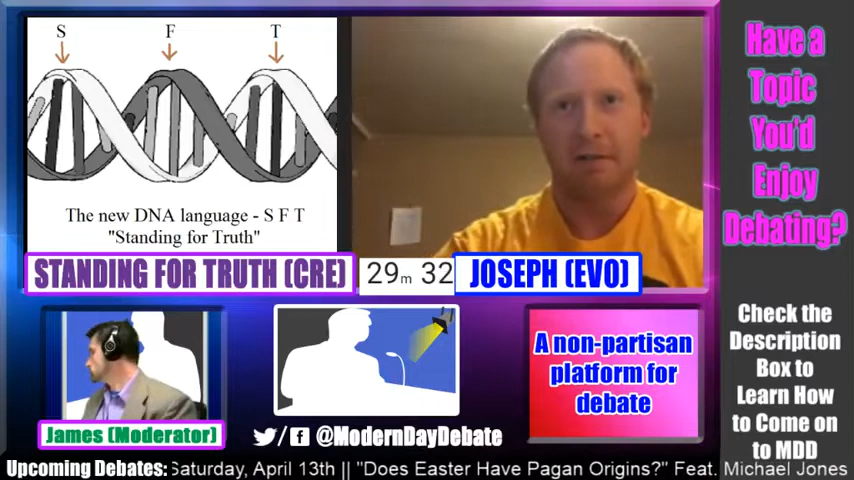 S F T
The new DNA language - S F T
"Standing for Truth"
STANDING FOR TRUTH (CRE)
29m 32
JOSEPH (EVO)
James (Moderator)
@ModernDayDebate
A non-partisan
platform for
debate
Have a
Topic
You'd
Enjoy
Debating?
Check the
Description
Box to
Learn How
to Come on
to MDD
Upcoming Debates: Saturday, April 13th || "Does Easter Have Pagan Origins?" Feat. Michael Jones